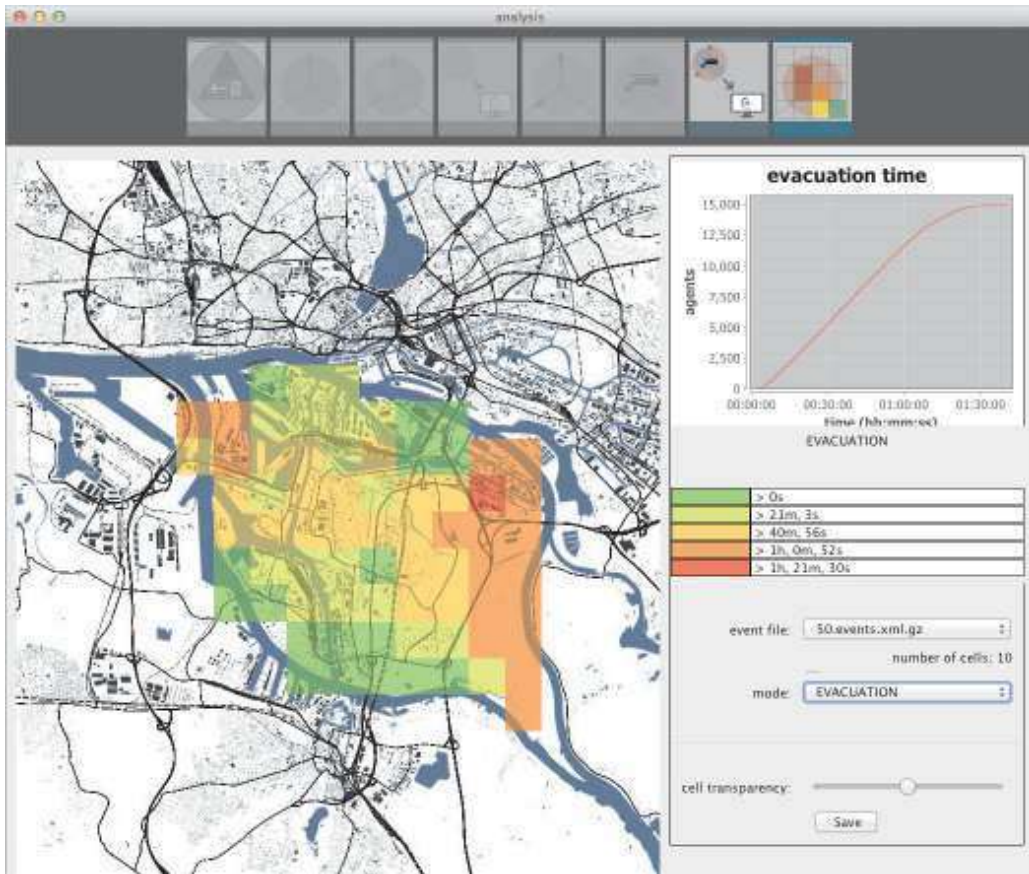 analysis
evacuation time
15,000
12,500
10,000
7,500
5,000
2,500
0
agents
00:00:00 00:30:00 01:00:00 01:30:00
time (hh:mm:ss)
EVACUATION
> 0s
> 21m, 3s
> 40m, 56s
> 1h, 0m, 52s
> 1h, 21m, 30s
event file: 50.events.xml.gz
number of cells: 10
mode: EVACUATION
cell transparency:
Save